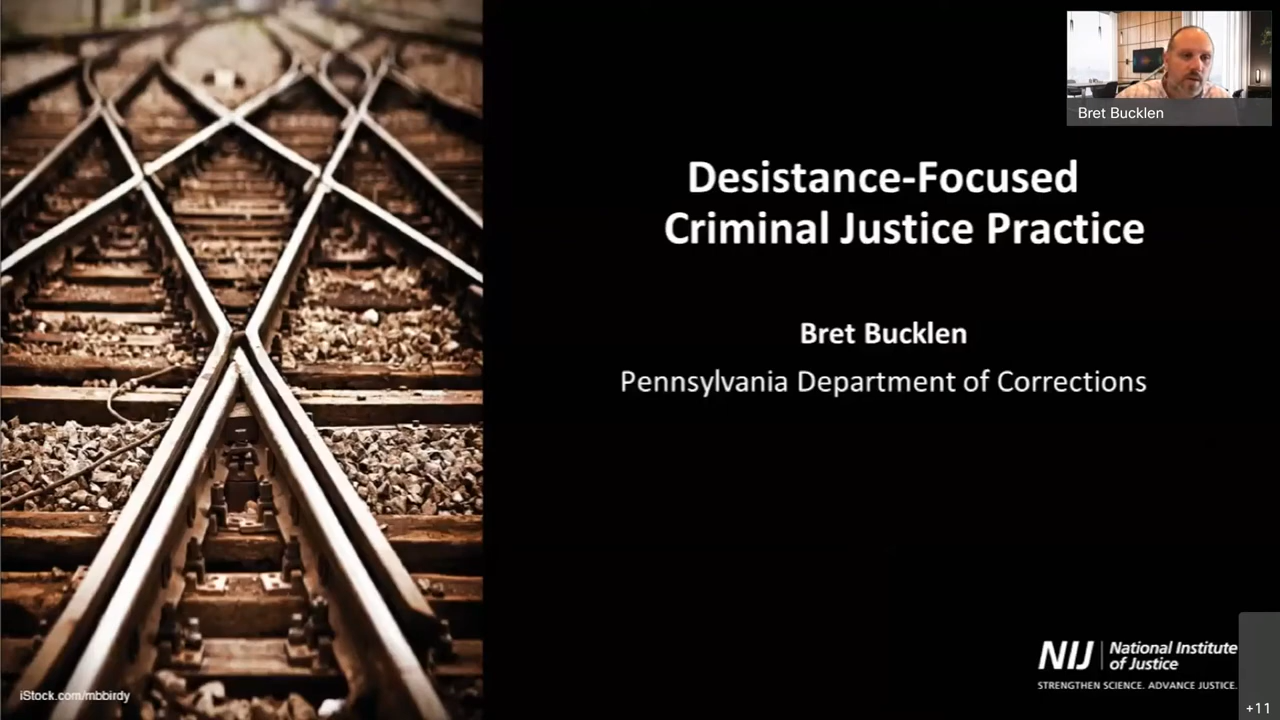 Bret Bucklen
Desistance-Focused
Criminal Justice Practice
Bret Bucklen
Pennsylvania Department of Corrections
NIJ
National Institute
of Justice
STRENGTHEN SCIENCE. ADVANCE JUSTICE.
iStock.com/mbbirdy
+11